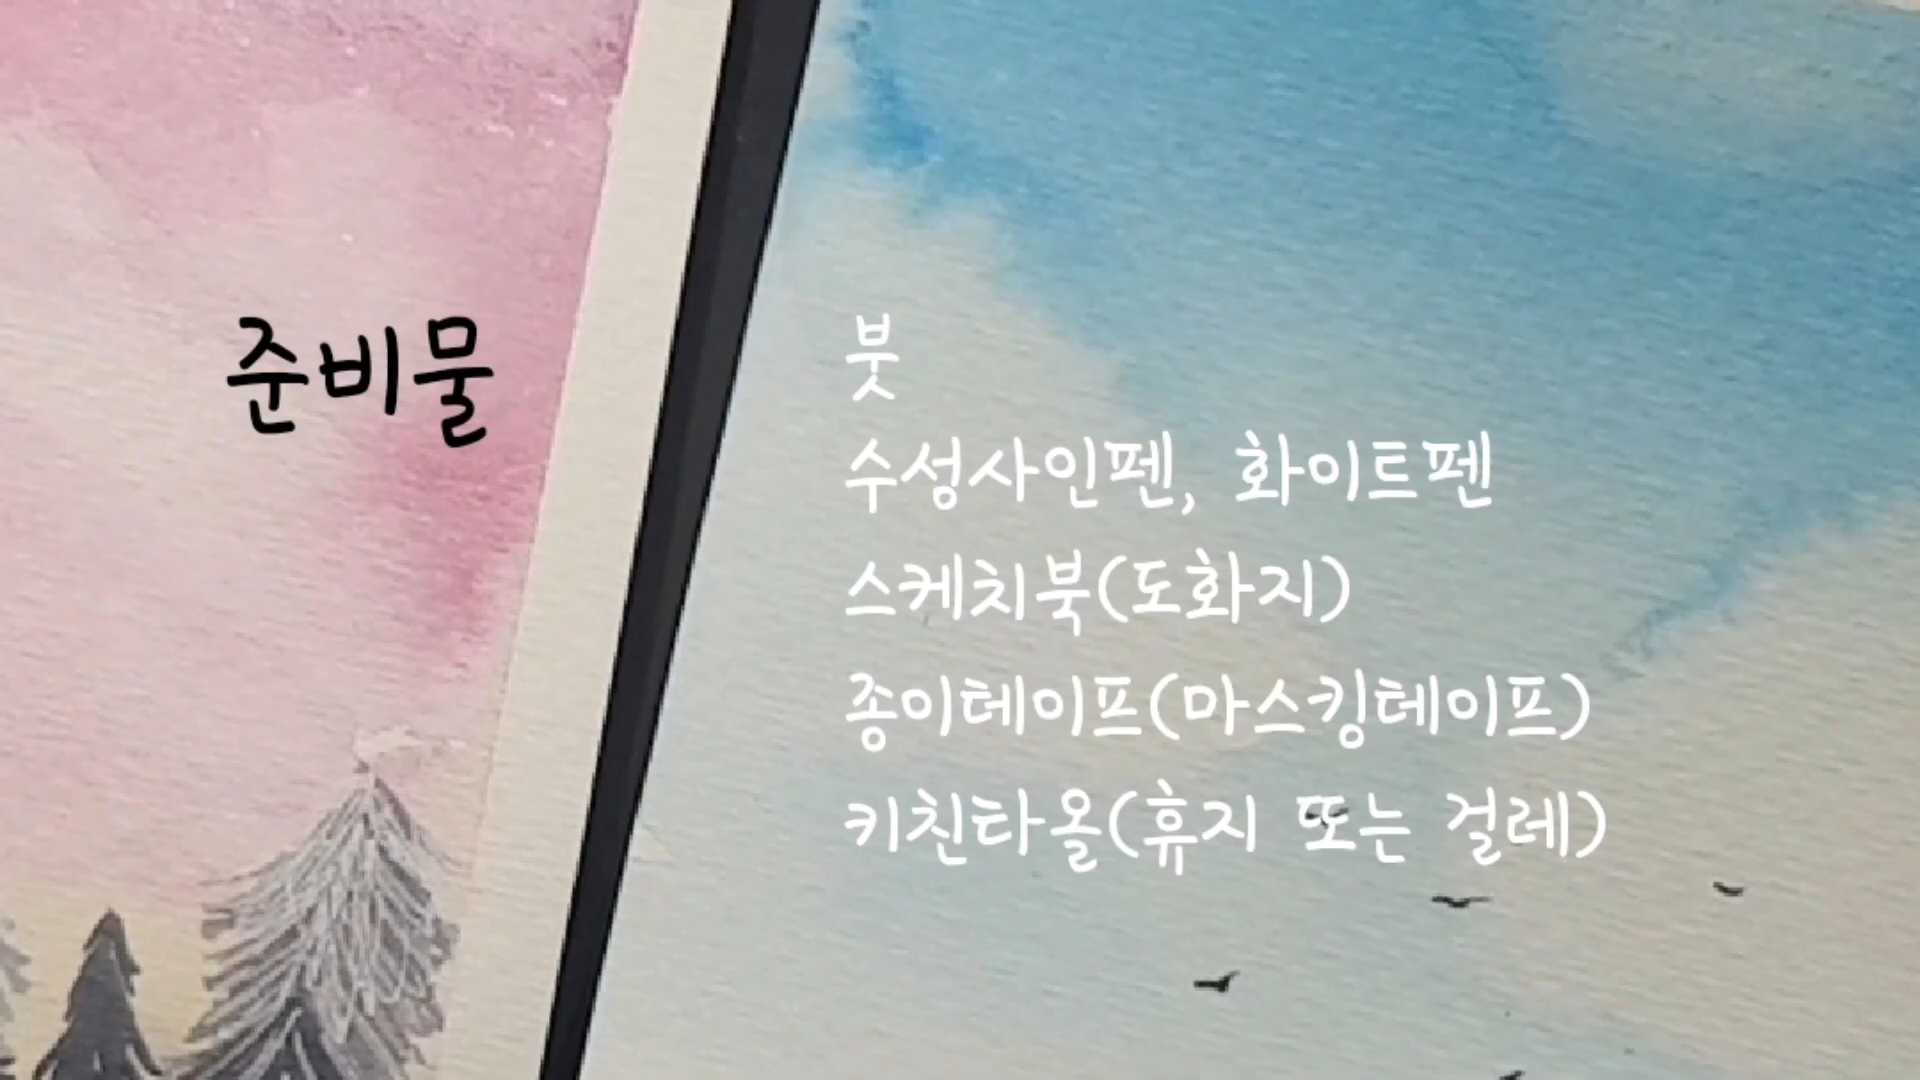 준비물
붓
수성사인펜, 화이트펜
스케치북(도화지)
종이테이프(마스킹테이프)
키친타올(휴지 또는 걸레)